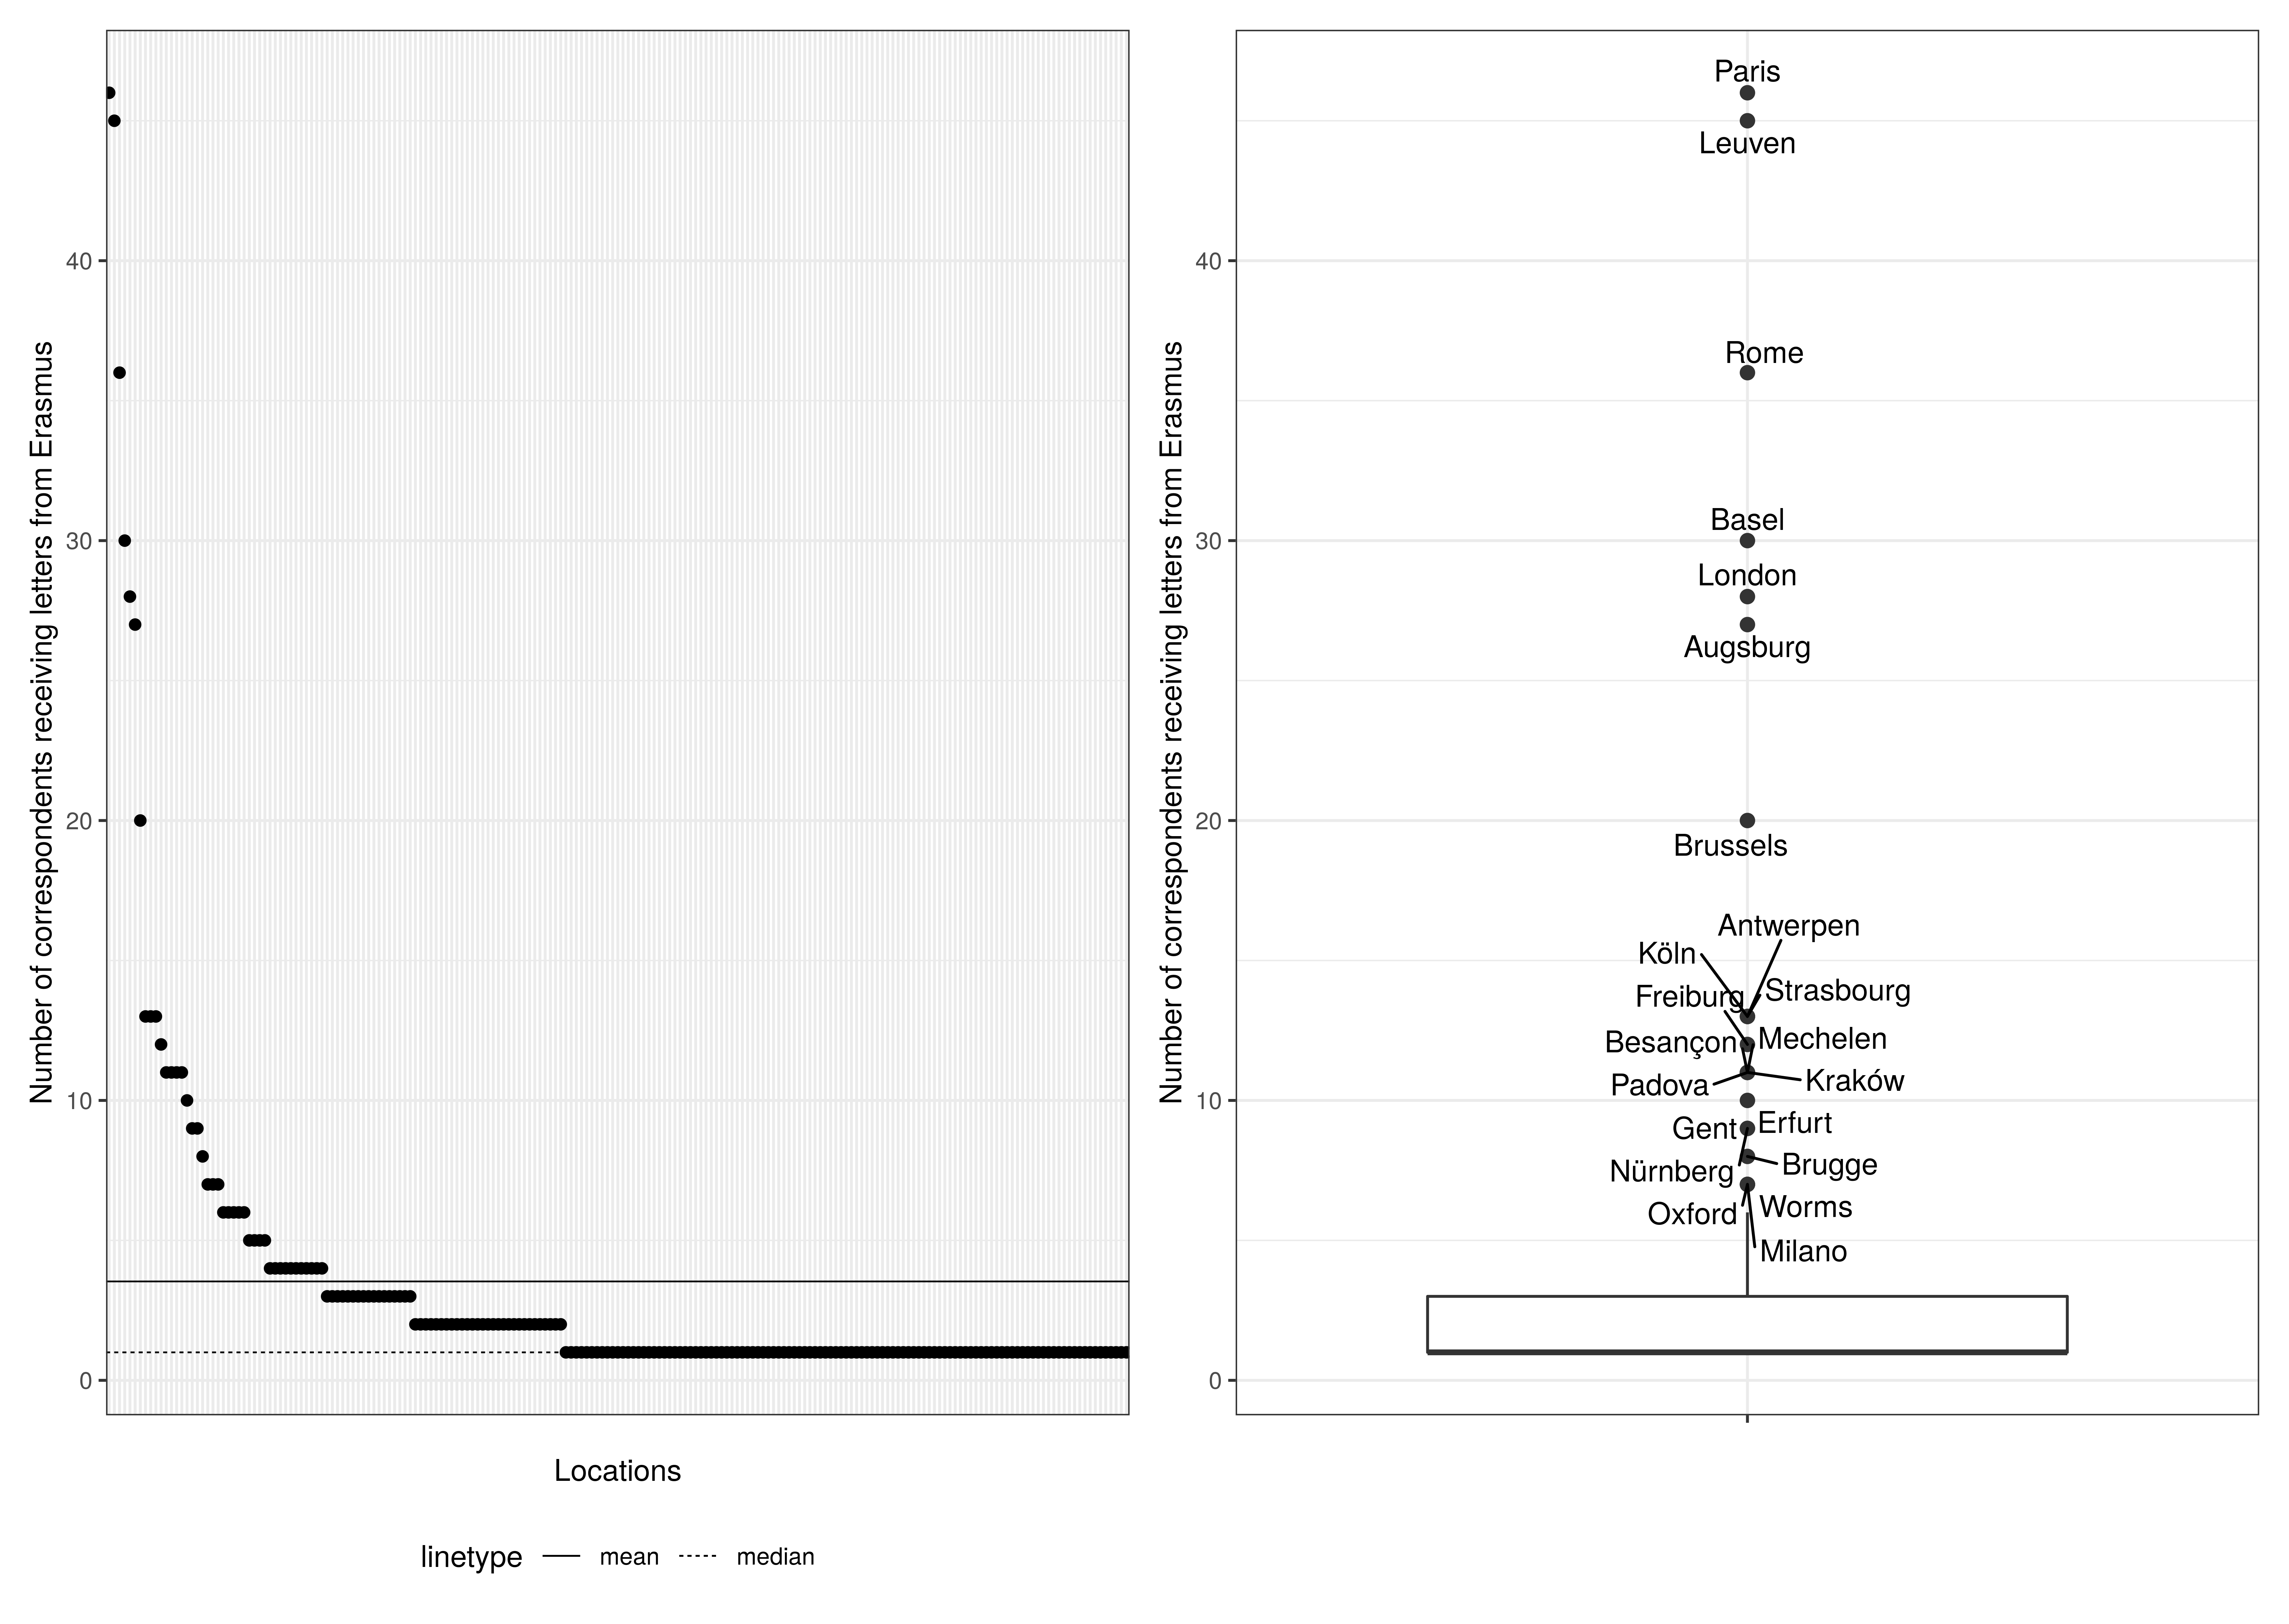 Number of correspondents receiving letters from Erasmus
40
30
20
10
0
Locations
linetype mean median
Number of correspondents receiving letters from Erasmus
40
30
20
10
0
Paris
Leuven
Rome
Basel
London
Augsburg
Brussels
Antwerpen
Köln
Freiburg Strasbourg
Besançon Mechelen
Padova Kraków
Gent Erfurt
Nürnberg Brugge
Oxford Worms
Milano